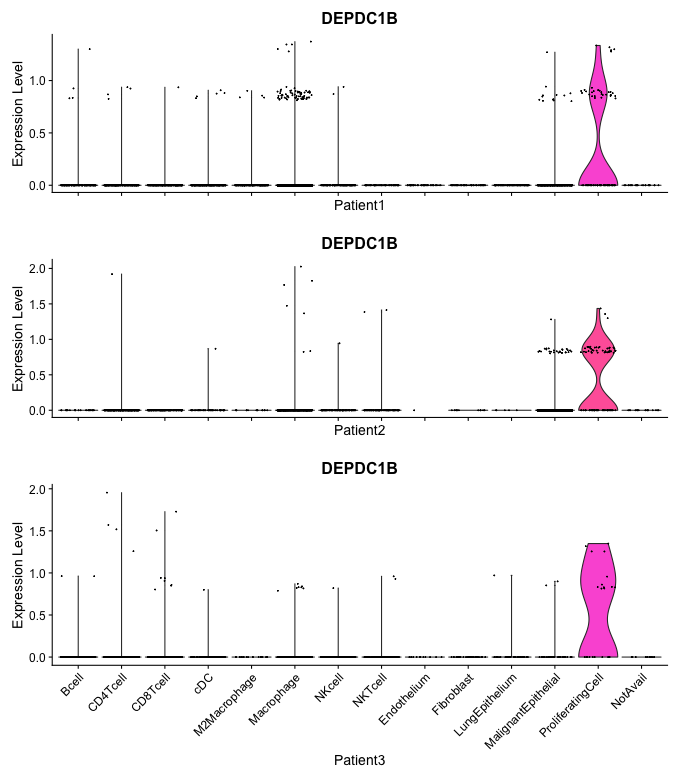 DEPDC1B
Expression Level
1.0
0.5
0.0
Patient1
DEPDC1B
Expression Level
2.0
1.5
1.0
0.5
0.0
Patient2
DEPDC1B
Expression Level
2.0
1.5
1.0
0.5
0.0
Bcell
CD4Tcell
CD8Tcell
cDC
M2Macrophage
Macrophage
NKcell
NKTcell
Endothelium
Fibroblast
LungEpithelium
MalignantEpithelial
ProliferatingCell
NotAvail
Patient3